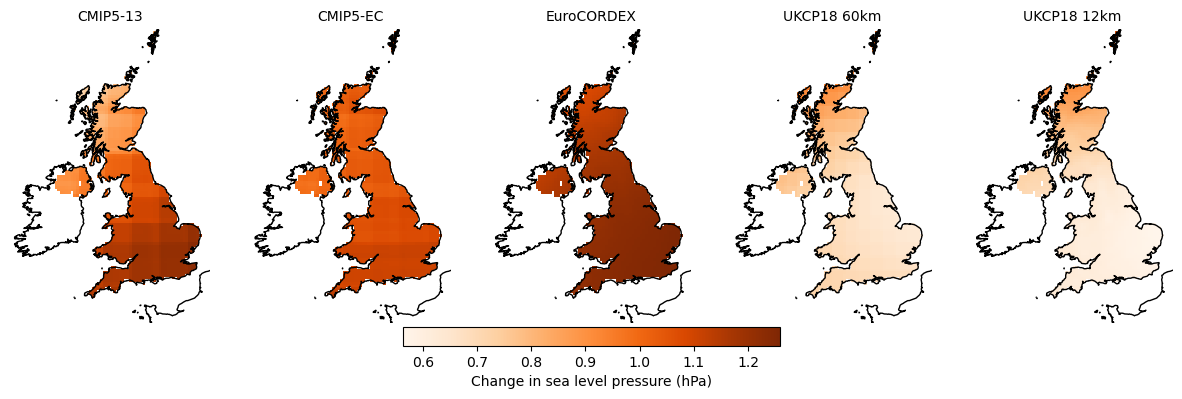 CMIP5-13 CMIP5-EC EuroCORDEX UKCP18 60km UKCP18 12km
0.6 0.7 0.8 0.9 1.0 1.1 1.2
Change in sea level pressure (hPa)